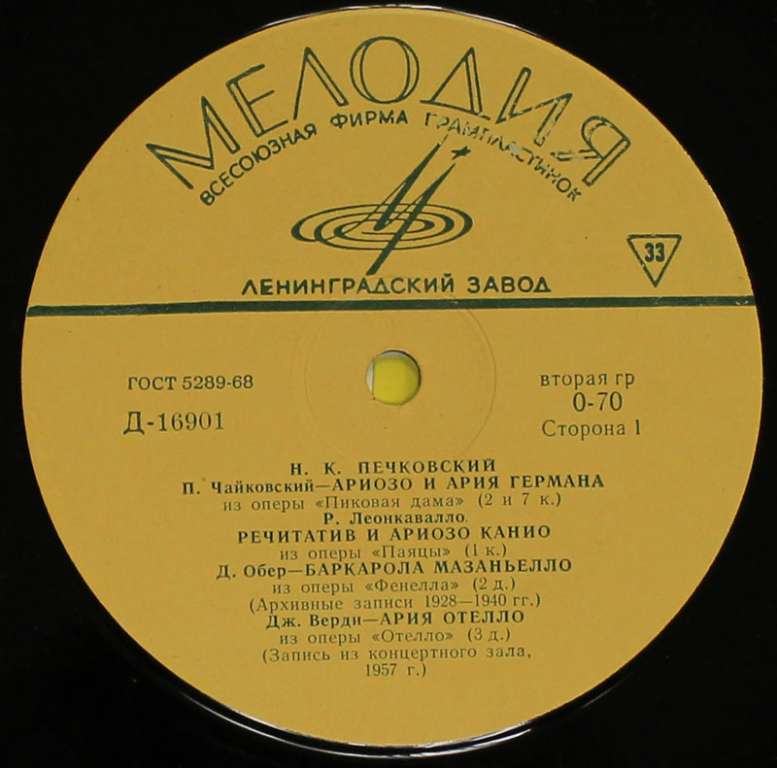 МЕЛОДИЯ
ВСЕСОЮЗНАЯ ФИРМА ГРАМПЛАСТИНОК
33
ЛЕНИНГРАДСКИЙ ЗАВОД
ГОСТ 5289-68
вторая гр
Д-16901
0-70
Сторона 1
Н. К. ПЕЧКОВСКИЙ
П. Чайковский—АРИОЗО И АРИЯ ГЕРМАНА
из оперы «Пиковая дама» (2 и 7 к.)
Р. Леонкавалло.
РЕЧИТАТИВ И АРИОЗО КАНИО
из оперы «Паяцы» (1 к.)
Д. Обер—БАРКАРОЛА МАЗАНЬЕЛЛО
из оперы «Фенелла» (2 д.)
(Архивные записи 1928—1940 гг.)
Дж. Верди—АРИЯ ОТЕЛЛО
из оперы «Отелло» (3 д.)
(Запись из концертного зала,
1957 г.)